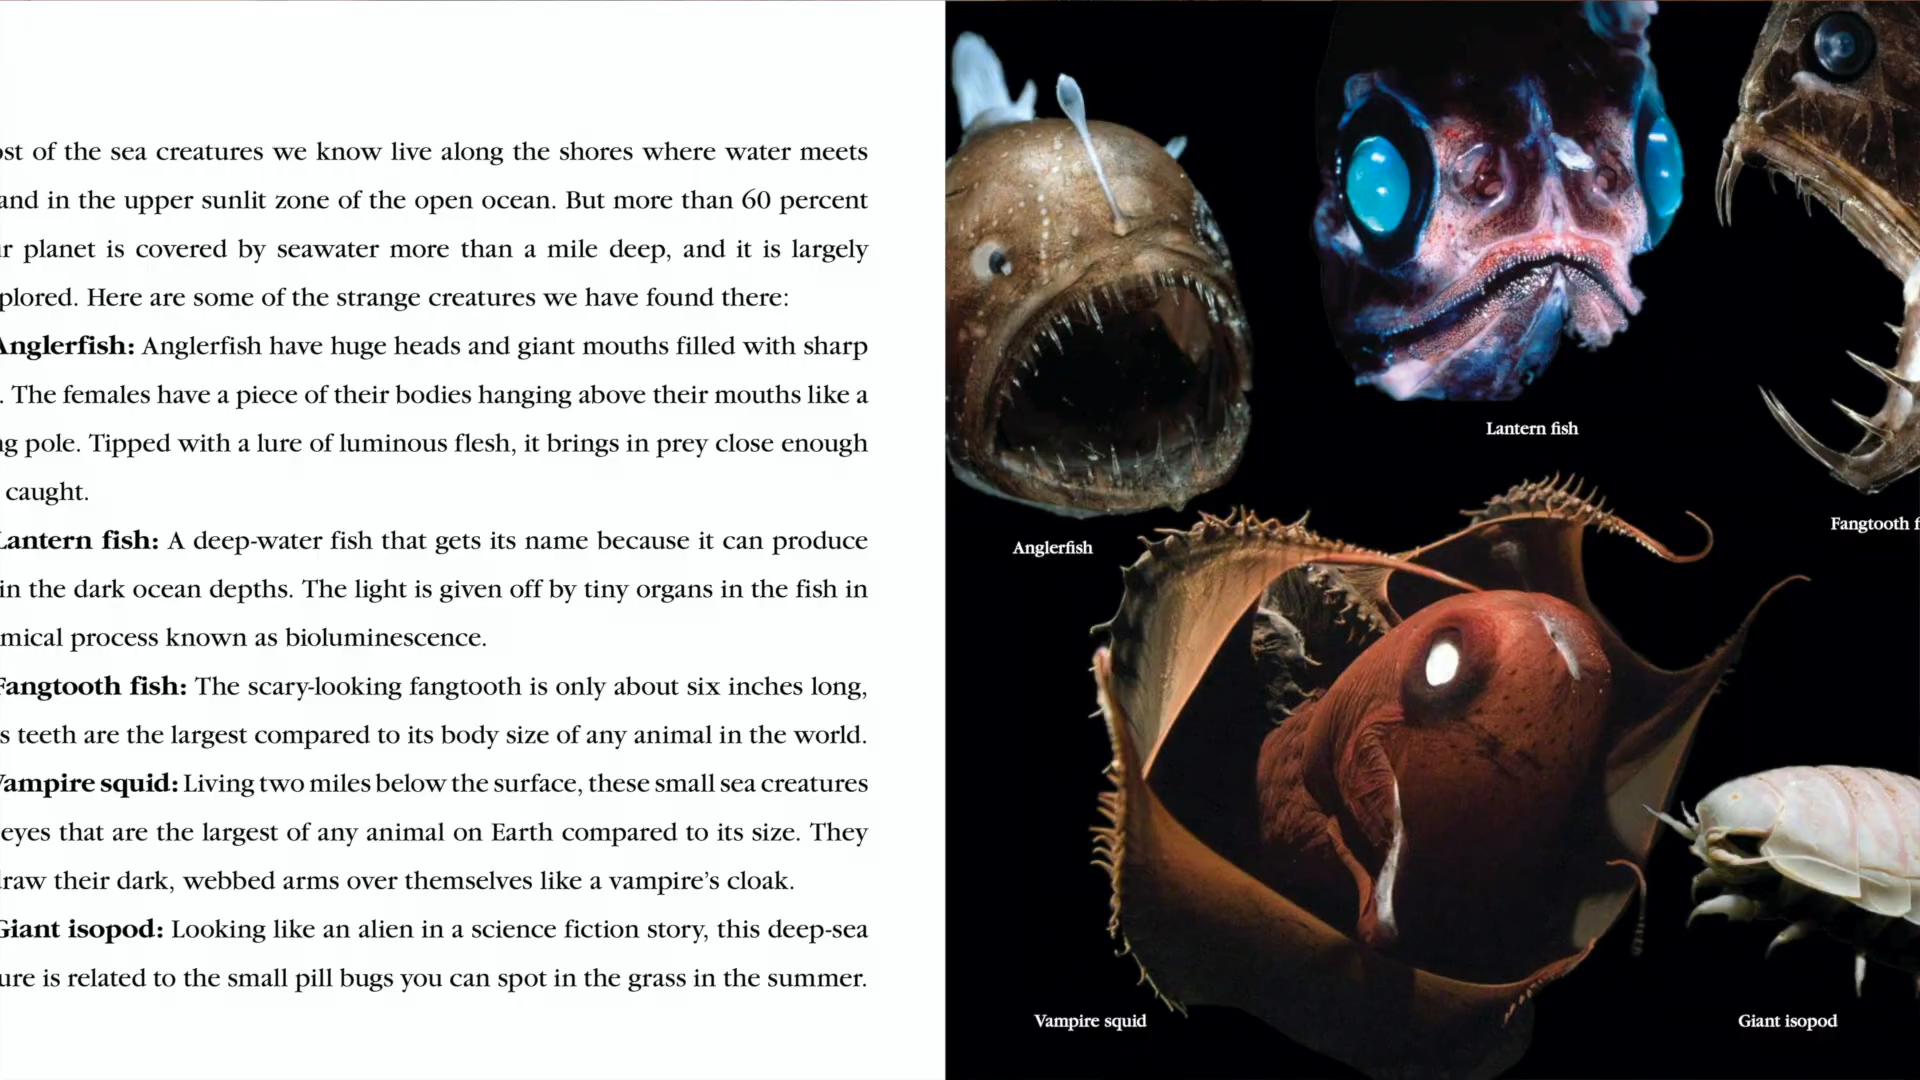 ost of the sea creatures we know live along the shores where water meets
and in the upper sunlit zone of the open ocean. But more than 60 percent
r planet is covered by seawater more than a mile deep, and it is largely
plored. Here are some of the strange creatures we have found there:
Anglerfish: Anglerfish have huge heads and giant mouths filled with sharp
. The females have a piece of their bodies hanging above their mouths like a
g pole. Tipped with a lure of luminous flesh, it brings in prey close enough
caught.
Lantern fish: A deep-water fish that gets its name because it can produce
in the dark ocean depths. The light is given off by tiny organs in the fish in
mical process known as bioluminescence.
Fangtooth fish: The scary-looking fangtooth is only about six inches long,
s teeth are the largest compared to its body size of any animal in the world.
Vampire squid: Living two miles below the surface, these small sea creatures
eyes that are the largest of any animal on Earth compared to its size. They
raw their dark, webbed arms over themselves like a vampire's cloak.
Giant isopod: Looking like an alien in a science fiction story, this deep-sea
ure is related to the small pill bugs you can spot in the grass in the summer.
Lantern fish
Fangtooth f
Anglerfish
Vampire squid
Giant isopod